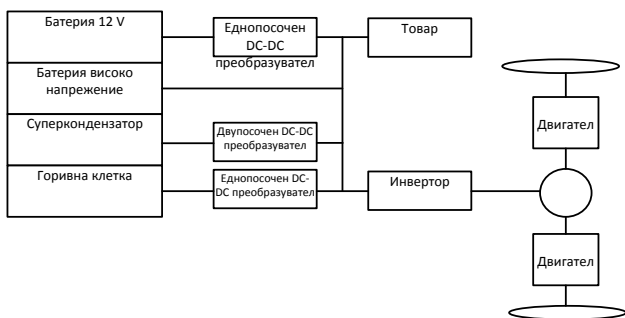 Батерия 12 V
Еднопосочен
DC-DC
преобразувател
Товар
Батерия високо
напрежение
Суперкондензатор
Двупосочен DC-DC
преобразувател
Горивна клетка
Еднопосочен DC-
DC преобразувател
Инвертор
Двигател
Двигател